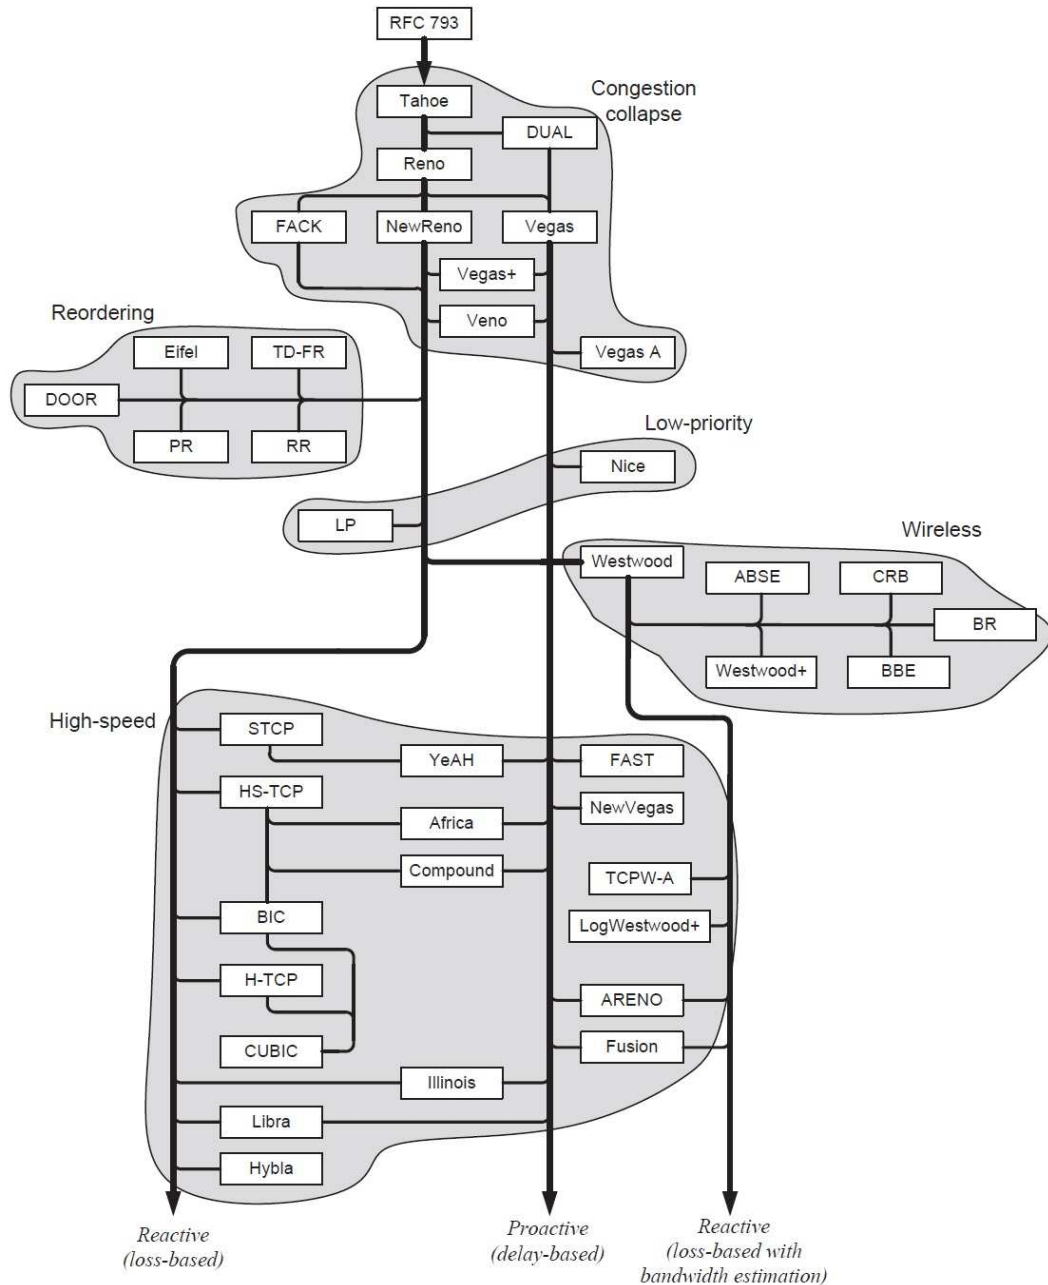 RFC 793
Congestion
collapse
Tahoe
DUAL
Reno
FACK
NewReno
Vegas
Vegas+
Veno
Vegas A
Reordering
Eifel
TD-FR
DOOR
PR
RR
Low-priority
Nice
LP
Wireless
Westwood
ABSE
CRB
BR
Westwood+
BBE
High-speed
STCP
YeAH
FAST
HS-TCP
NewVegas
Africa
Compound
TCPW-A
BIC
LogWestwood+
H-TCP
ARENO
CUBIC
Fusion
Illinois
Libra
Hybla
Reactive
(loss-based)
Proactive
(delay-based)
Reactive
(loss-based with
bandwidth estimation)